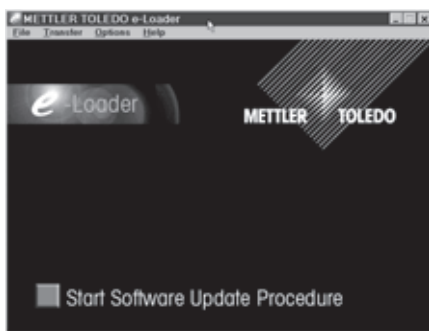 METTLER TOLEDO e-Loader
File Transfer Options Help
e-Loader
METTLER TOLEDO
Start Software Update Procedure